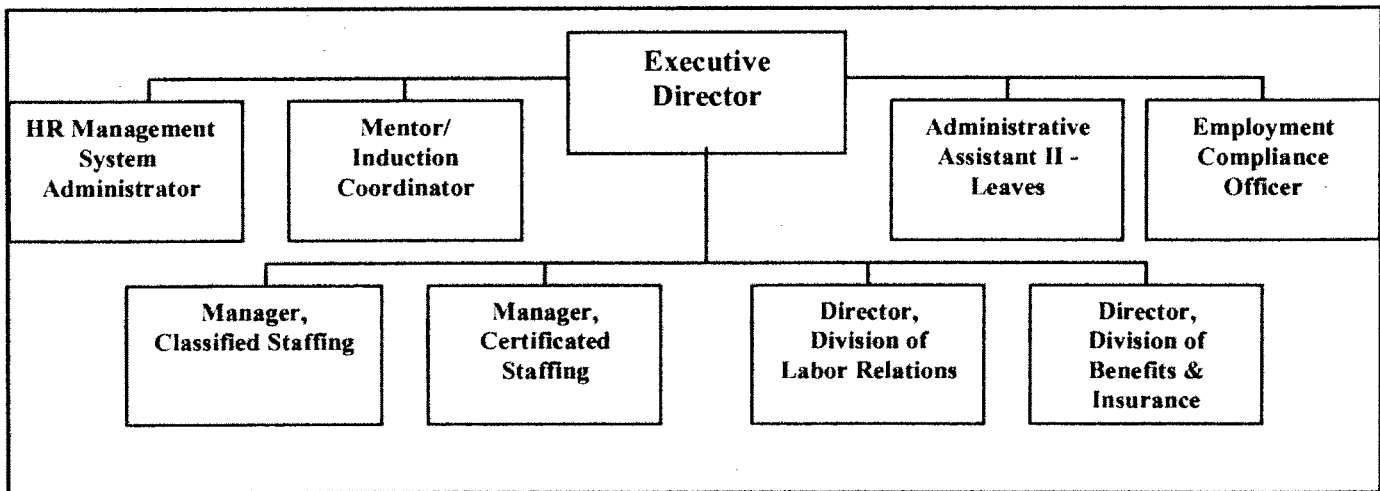 Executive
Director
HR Management
System
Administrator
Mentor/
Induction
Coordinator
Administrative
Assistant II -
Leaves
Employment
Compliance
Officer
Manager,
Classified Staffing
Manager,
Certificated
Staffing
Director,
Division of
Labor Relations
Director,
Division of
Benefits &
Insurance